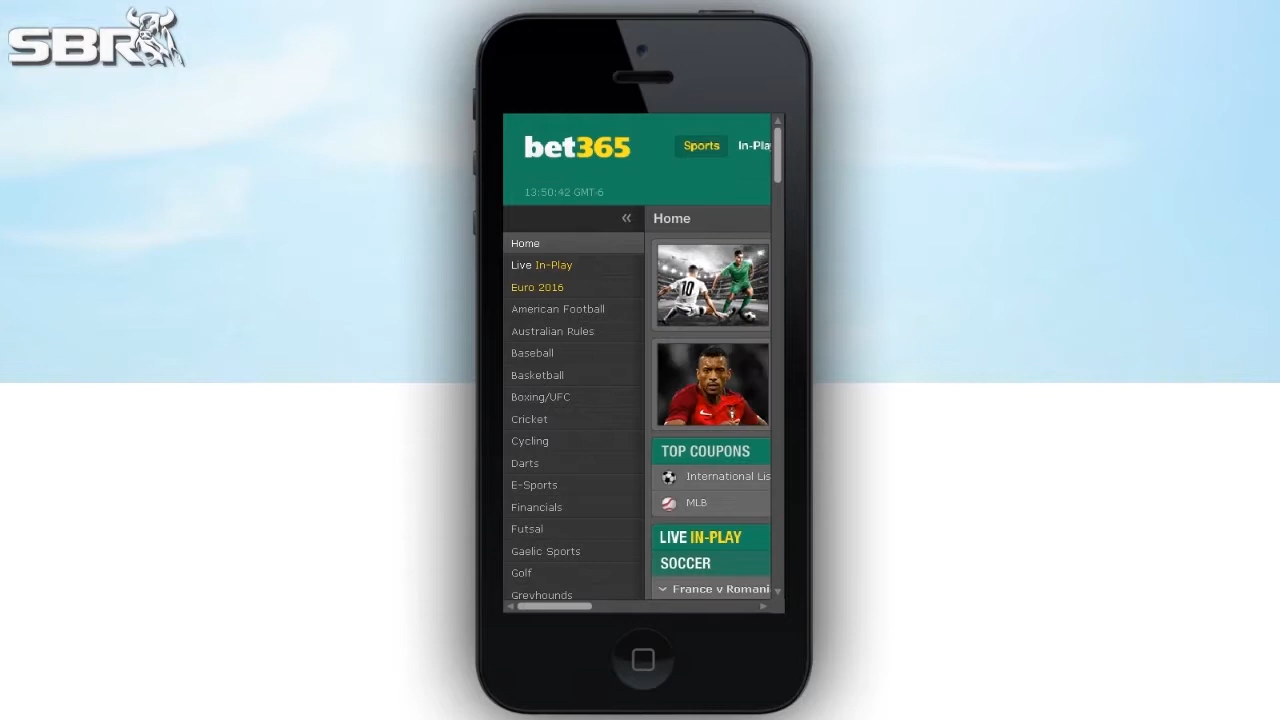 SBR
bet365
Sports
In-Pla
13:50:42 GMT-6
«
Home
Home
Live In-Play
Euro 2016
American Football
Australian Rules
Baseball
Basketball
Boxing/UFC
Cricket
Cycling
Darts
E-Sports
Financials
Futsal
Gaelic Sports
Golf
Greyhounds
10
TOP COUPONS
International Lis
MLB
LIVE IN-PLAY
SOCCER
France v Romani